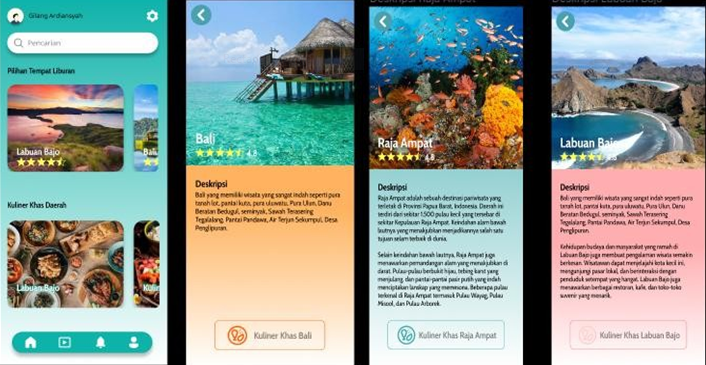 Gilang Ardiansyah
Pencarian
Pilihan Tempat Liburan
Labuan Bajo
Bali
Kuliner Khas Daerah
Labuan Bajo
Bali
4.8
Deskripsi
Bali yang memiliki wisata yang sangat indah seperti pura
tanah lot, pantai kuta, pura uluwatu, Pura Ulun, Danu
Beratan Bedugul, seminyak, Sawah Terasering
Tegalalang, Pantai Pandawa, Air Terjun Sekumpul, Desa
Penglipuran.
Kuliner Khas Bali
Deskripsi Raja Ampat
Raja Ampat
4.8
Deskripsi
Raja Ampat adalah sebuah destinasi pariwisata yang
terletak di Provinsi Papua Barat, Indonesia. Daerah ini
terdiri dari sekitar 1.500 pulau kecil yang tersebar di
sekitar Kepulauan Raja Ampat. Keindahan alam bawah
lautnya yang menakjubkan menjadikannya salah satu
tujuan selam terbaik di dunia.
Selain keindahan bawah lautnya, Raja Ampat juga
menawarkan pemandangan alam yang menakjubkan di
darat. Pulau-pulau berbukit hijau, tebing karst yang
menjulang, dan pantai-pantai pasir putih yang indah
menciptakan lanskap yang memesona. Beberapa pulau
terkenal di Raja Ampat termasuk Pulau Wayag, Pulau
Misool, dan Pulau Arborek.
Kuliner Khas Raja Ampat
Deskripsi Labuan Bajo
Labuan Bajo
Deskripsi
Bali yang memiliki wisata yang sangat indah seperti pura
tanah lot, pantai kuta, pura uluwatu, Pura Ulun, Danu
Beratan Bedugul, seminyak, Sawah Terasering
Tegalalang, Pantai Pandawa, Air Terjun Sekumpul, Desa
Penglipuran.
Kehidupan budaya dan masyarakat yang ramah di
Labuan Bajo juga membuat pengalaman wisata semakin
berkesan. Wisatawan dapat menjelajahi kota kecil ini,
mengunjungi pasar lokal, dan berinteraksi dengan
penduduk setempat yang hangat. Labuan Bajo juga
menawarkan berbagai restoran, kafe, dan toko-toko
suvenir yang menarik.
Kuliner Khas Labuan Bajo